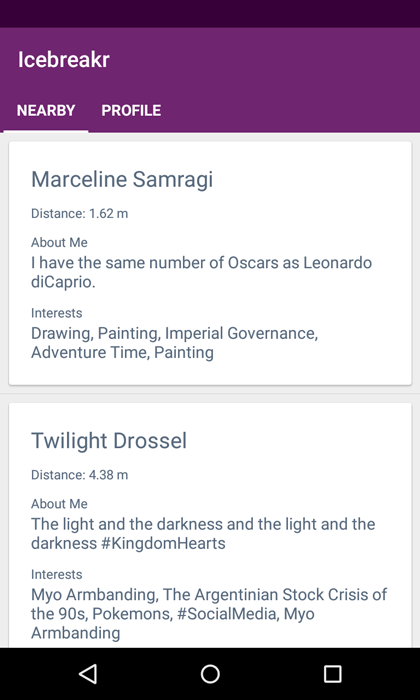 Icebreakr
NEARBY PROFILE
Marceline Samragi
Distance: 1.62 m
About Me
I have the same number of Oscars as Leonardo
diCaprio.
Interests
Drawing, Painting, Imperial Governance,
Adventure Time, Painting
Twilight Drossel
Distance: 4.38 m
About Me
The light and the darkness and the light and the
darkness #KingdomHearts
Interests
Myo Armbanding, The Argentinian Stock Crisis of
the 90s, Pokemons, #SocialMedia, Myo
Armbanding